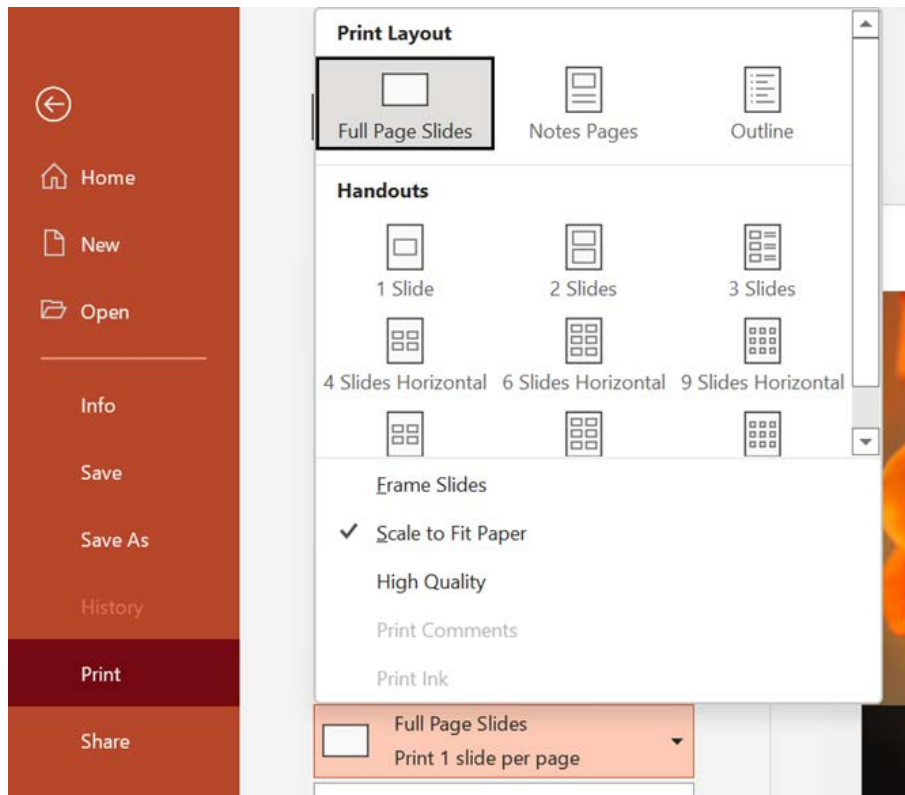 Home
New
Open
Info
Save
Save As
History
Print
Share
Print Layout
Full Page Slides
Notes Pages
Outline
Handouts
1 Slide
2 Slides
3 Slides
4 Slides Horizontal
6 Slides Horizontal
9 Slides Horizontal
Frame Slides
Scale to Fit Paper
High Quality
Print Comments
Print Ink
Full Page Slides
Print 1 slide per page